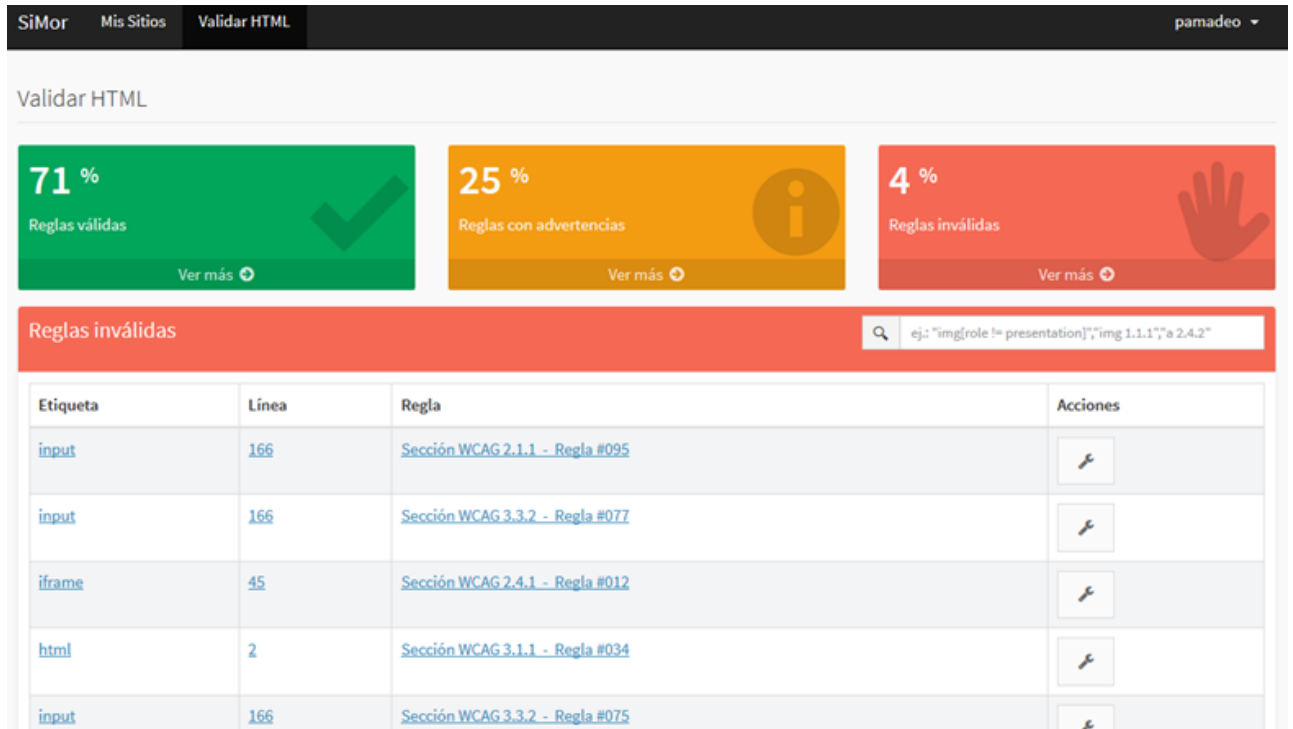 SiMor Mis Sitios Validar HTML pamadeo
Validar HTML
71 %
Reglas válidas
Ver más
25 %
Reglas con advertencias
Ver más
4 %
Reglas inválidas
Ver más
Reglas inválidas
ej.: "img[role != presentation]","img 1.1.1","a 2.4.2"
Etiqueta Línea Regla Acciones
input 166 Sección WCAG 2.1.1 - Regla #095
input 166 Sección WCAG 3.3.2 - Regla #077
iframe 45 Sección WCAG 2.4.1 - Regla #012
html 2 Sección WCAG 3.1.1 - Regla #034
input 166 Sección WCAG 3.3.2 - Regla #075